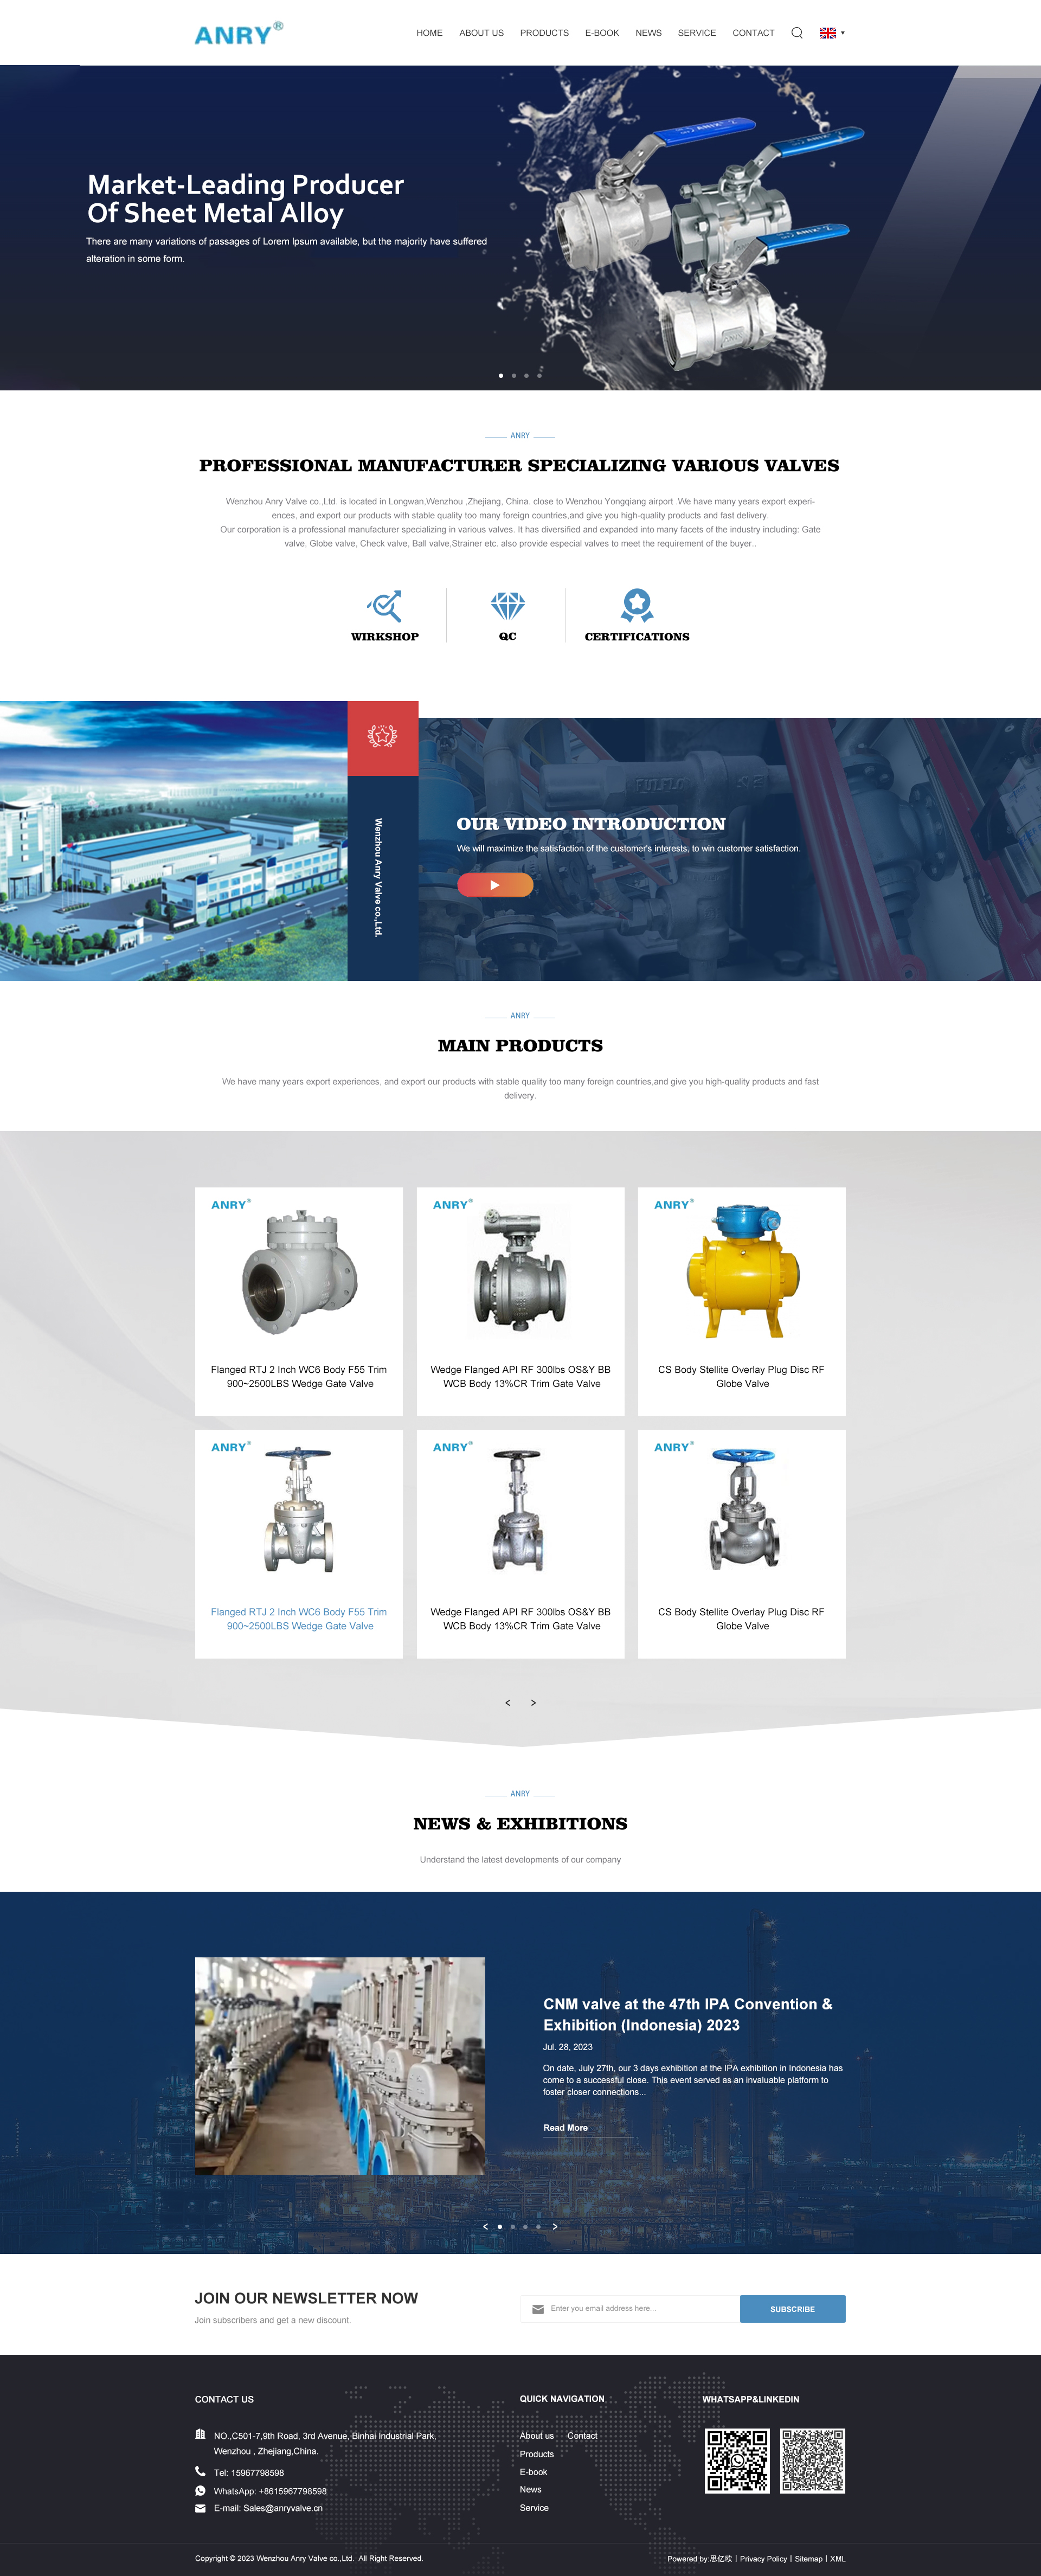 ANRY®
HOME ABOUT US PRODUCTS E-BOOK NEWS SERVICE CONTACT
Market-Leading Producer
Of Sheet Metal Alloy
There are many variations of passages of Lorem Ipsum available, but the majority have suffered
alteration in some form.
ANRY
PROFESSIONAL MANUFACTURER SPECIALIZING VARIOUS VALVES
Wenzhou Anry Valve co.,Ltd. is located in Longwan,Wenzhou ,Zhejiang, China. close to Wenzhou Yongqiang airport .We have many years export experi-
ences, and export our products with stable quality too many foreign countries,and give you high-quality products and fast delivery.
Our corporation is a professional manufacturer specializing in various valves. It has diversified and expanded into many facets of the industry including: Gate
valve, Globe valve, Check valve, Ball valve,Strainer etc. also provide especial valves to meet the requirement of the buyer...
WIRKSHOP
QC
CERTIFICATIONS
Wenzhou Anry Valve co.,Ltd.
OUR VIDEO INTRODUCTION
We will maximize the satisfaction of the customer's interests, to win customer satisfaction.
ANRY
MAIN PRODUCTS
We have many years export experiences, and export our products with stable quality too many foreign countries,and give you high-quality products and fast
delivery.
ANRY®
Flanged RTJ 2 Inch WC6 Body F55 Trim
900~2500LBS Wedge Gate Valve
ANRY®
Wedge Flanged API RF 300lbs OS&Y BB
WCB Body 13%CR Trim Gate Valve
ANRY®
CS Body Stellite Overlay Plug Disc RF
Globe Valve
ANRY®
Flanged RTJ 2 Inch WC6 Body F55 Trim
900~2500LBS Wedge Gate Valve
ANRY®
Wedge Flanged API RF 300lbs OS&Y BB
WCB Body 13%CR Trim Gate Valve
ANRY®
CS Body Stellite Overlay Plug Disc RF
Globe Valve
< >
ANRY
NEWS & EXHIBITIONS
Understand the latest developments of our company
CNM valve at the 47th IPA Convention &
Exhibition (Indonesia) 2023
Jul. 28, 2023
On date, July 27th, our 3 days exhibition at the IPA exhibition in Indonesia has
come to a successful close. This event served as an invaluable platform to
foster closer connections...
Read More
< >
JOIN OUR NEWSLETTER NOW
Join subscribers and get a new discount.
Enter you email address here...
SUBSCRIBE
CONTACT US
NO.,C501-7,9th Road, 3rd Avenue, Binhai Industrial Park,
Wenzhou , Zhejiang,China.
Tel: 15967798598
WhatsApp: +8615967798598
E-mail: Sales@anryvalve.cn
QUICK NAVIGATION
About us Contact
Products
E-book
News
Service
WHATSAPP&LINKEDIN
Copyright © 2023 Wenzhou Anry Valve co.,Ltd. All Right Reserved.
Powered by:思亿欧 | Privacy Policy | Sitemap | XML